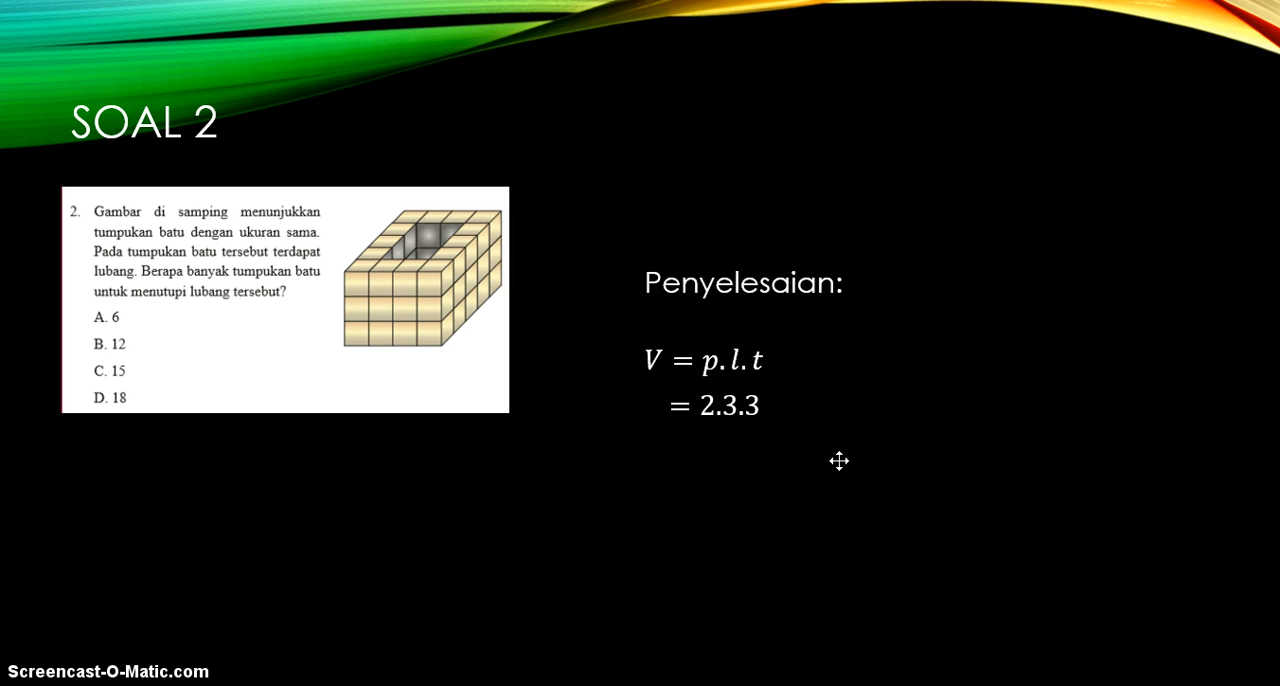 SOAL 2
2. Gambar di samping menunjukkan
tumpukan batu dengan ukuran sama.
Pada tumpukan batu tersebut terdapat
lubang. Berapa banyak tumpukan batu
untuk menutupi lubang tersebut?
A. 6
B. 12
C. 15
D. 18
Penyelesaian:
V = p.l.t
= 2.3.3
Screencast-O-Matic.com